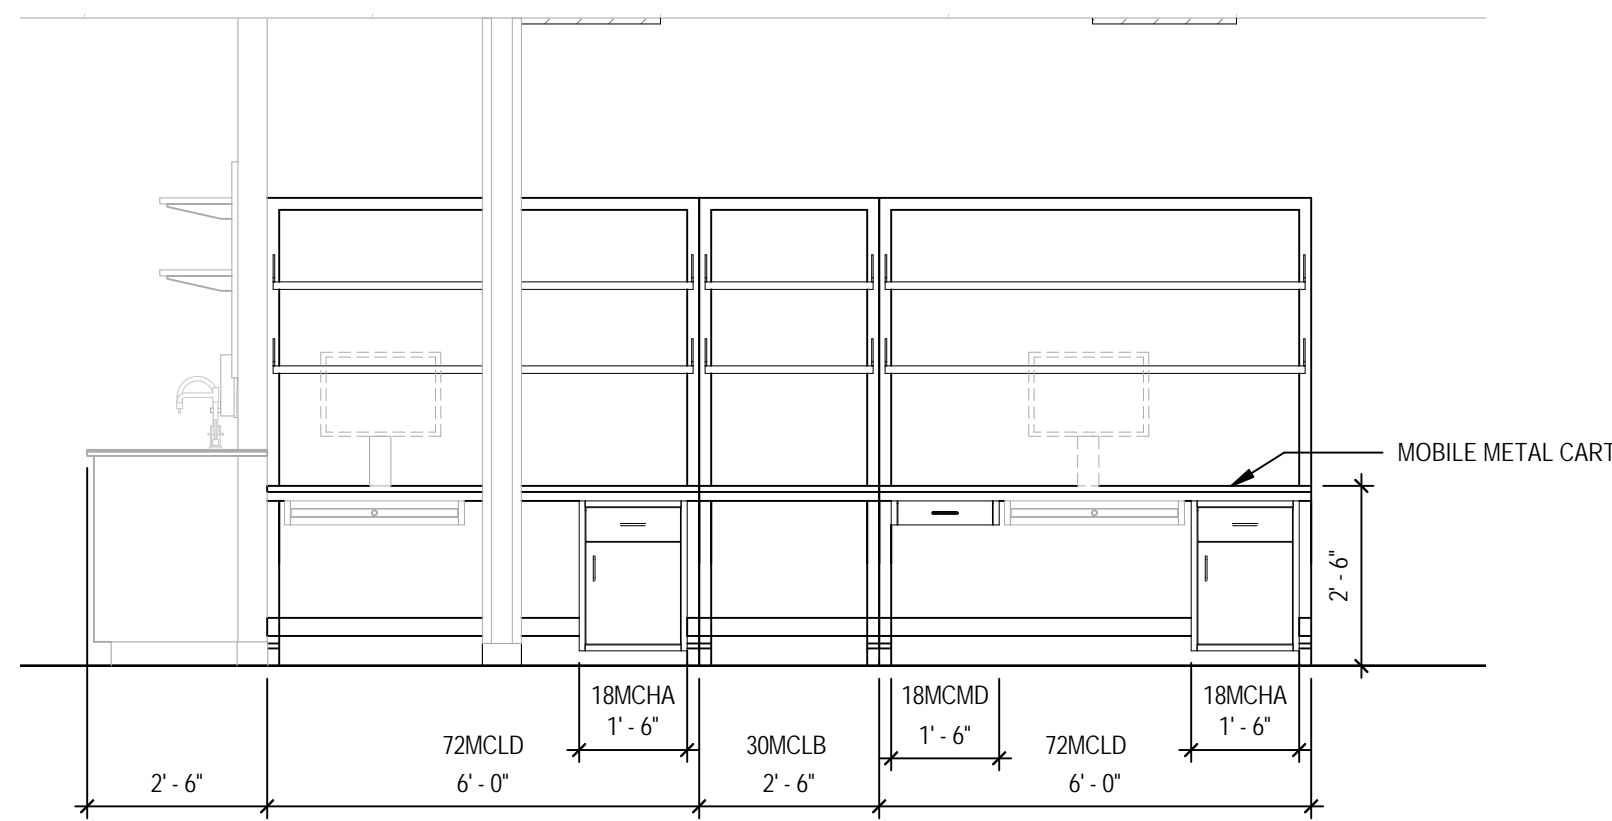 MOBILE METAL CART
2' - 6"
18MCHA
1' - 6"
18MCMD
1' - 6"
18MCHA
1' - 6"
72MCLD
6' - 0"
30MCLB
2' - 6"
72MCLD
6' - 0"
2' - 6"